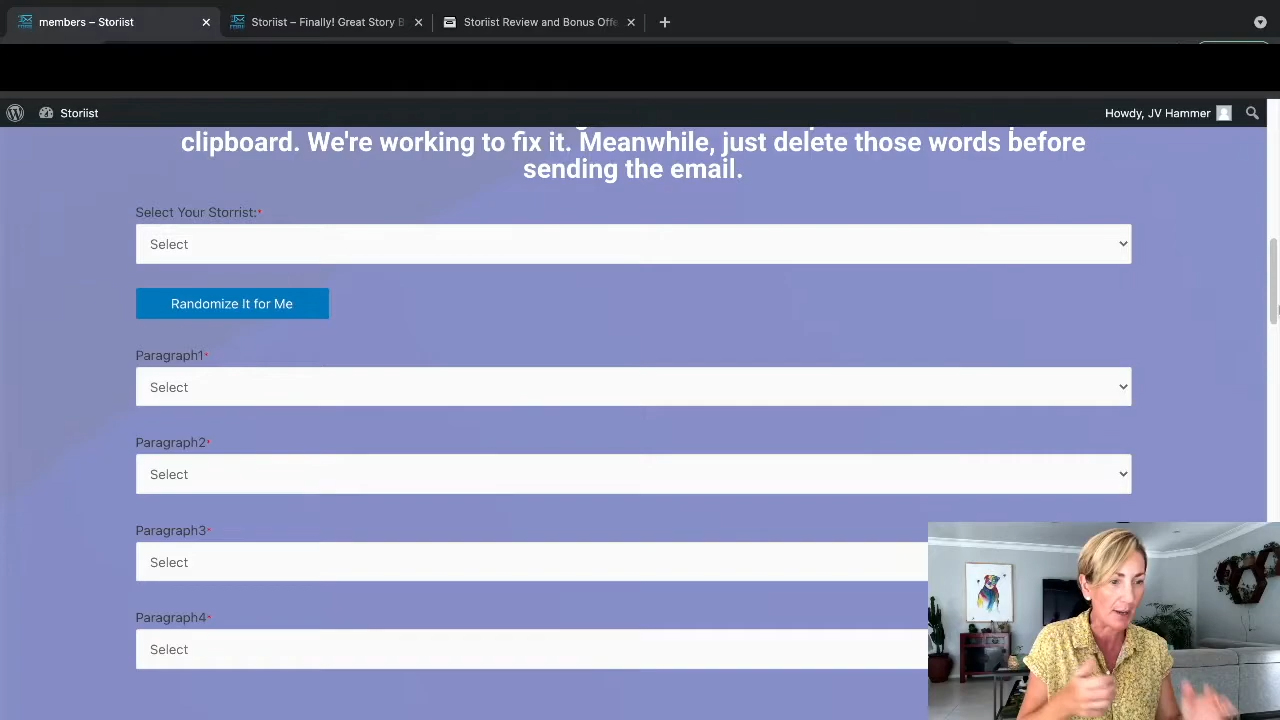 members – Storiist
Storiist – Finally! Great Story B
Storiist Review and Bonus Offe
Storiist
Howdy, JV Hammer
clipboard. We're working to fix it. Meanwhile, just delete those words before
sending the email.
Select Your Storrist:*
Select
Randomize It for Me
Paragraph1*
Select
Paragraph2*
Select
Paragraph3*
Select
Paragraph4*
Select